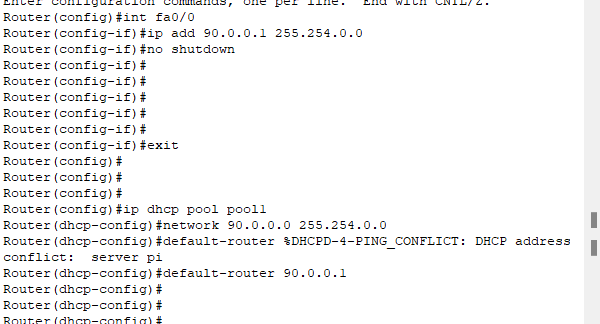 Enter configuration commands, one per line.  End with CNTL/Z.
Router(config)#int fa0/0
Router(config-if)#ip add 90.0.0.1 255.254.0.0
Router(config-if)#no shutdown
Router(config-if)#
Router(config-if)#
Router(config-if)#
Router(config-if)#
Router(config-if)#
Router(config-if)#exit
Router(config)#
Router(config)#
Router(config)#
Router(config)#ip dhcp pool pool1
Router(dhcp-config)#network 90.0.0.0 255.254.0.0
Router(dhcp-config)#default-router %DHCPD-4-PING_CONFLICT: DHCP address
conflict:  server pi
Router(dhcp-config)#default-router 90.0.0.1
Router(dhcp-config)#
Router(dhcp-config)#
Router(dhcp-config)#